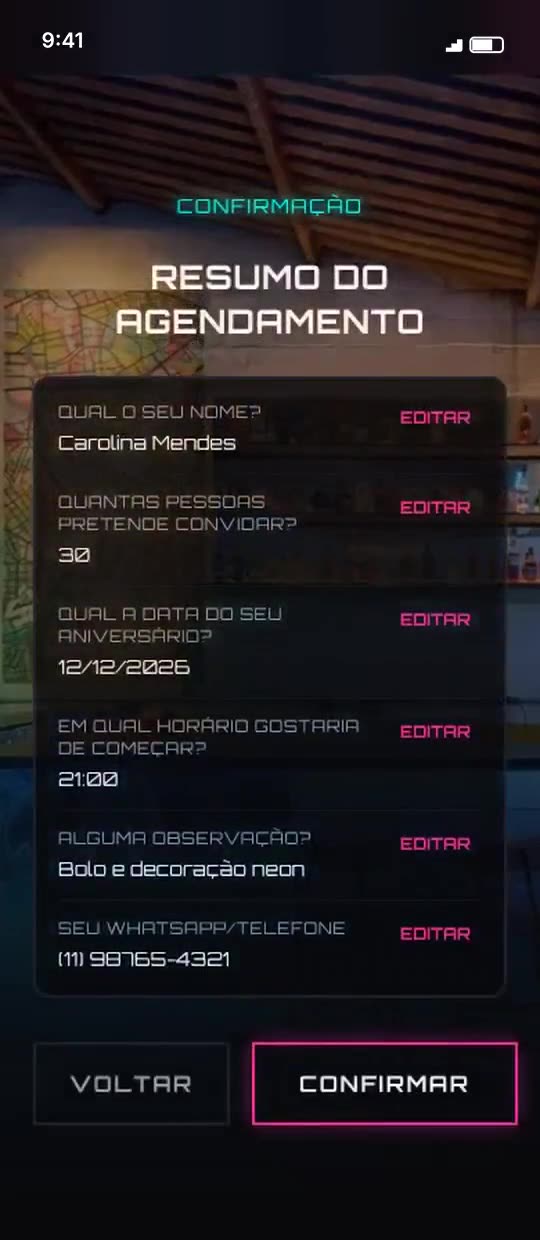 9:41
CONFIRMAÇÃO
RESUMO DO
AGENDAMENTO
QUAL O SEU NOME?
EDITAR
Carolina Mendes
QUANTAS PESSOAS
PRETENDE CONVIDAR?
EDITAR
30
QUAL A DATA DO SEU
ANIVERSÁRIO?
EDITAR
12/12/2026
EM QUAL HORÁRIO GOSTARIA
DE COMEÇAR?
EDITAR
21:00
ALGUMA OBSERVAÇÃO?
EDITAR
Bolo e decoração neon
SEU WHATSAPP/TELEFONE
EDITAR
(11) 98765-4321
VOLTAR
CONFIRMAR